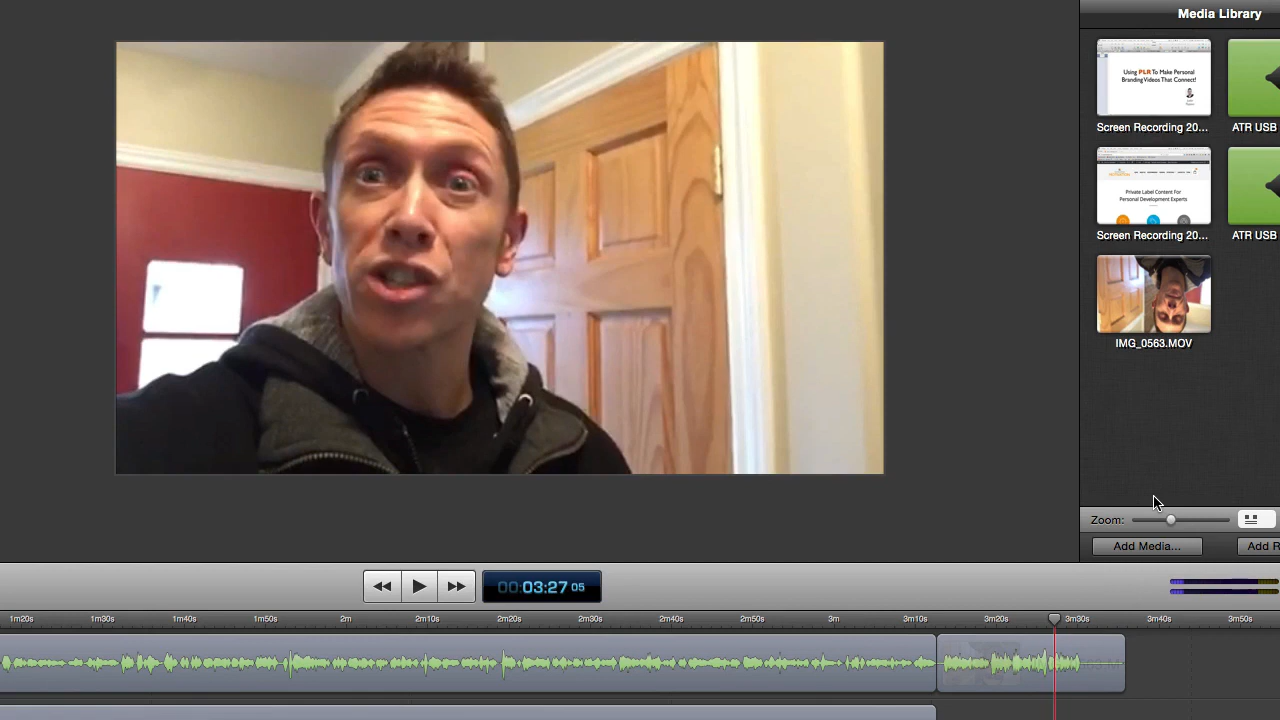 Media Library
Using PLR To Make Personal
Branding Videos That Connect!
Screen Recording 20...
ATR USB
Private Label Content For
Personal Development Experts
Screen Recording 20...
ATR USB
IMG_0563.MOV
Zoom:
Add Media...
Add R
00:03:27 05
1m20s 1m30s 1m40s 1m50s 2m 2m10s 2m20s 2m30s 2m40s 2m50s 3m 3m10s 3m20s 3m30s 3m40s 3m50s